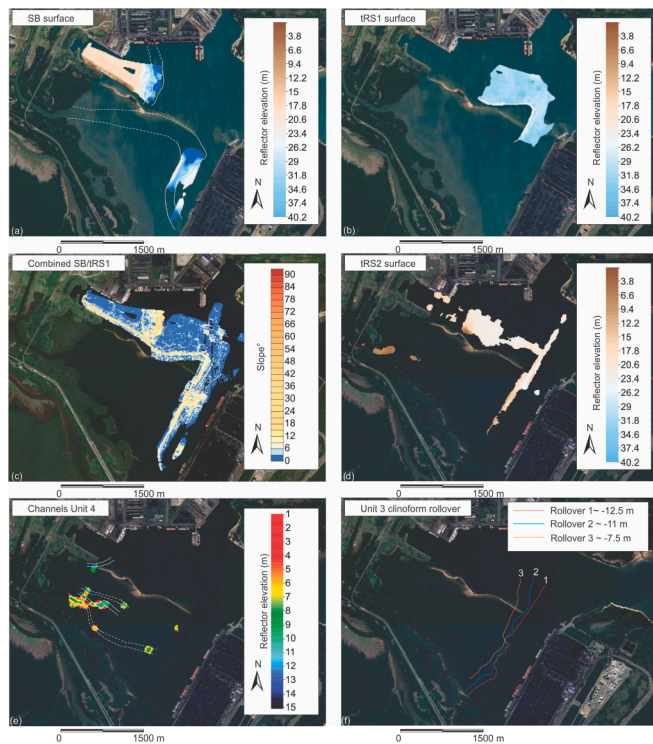 SB surface
3.8
6.8
9.2
12.2
15
17.6
20.6
23.4
26.2
29
31.8
34.6
37.4
40.2
Reflector elevation (m)
N
(a)
0 1500 m
tRS1 surface
3.8
6.8
9.2
12.2
15
17.6
20.6
23.4
26.2
29
31.8
34.6
37.4
40.2
Reflector elevation (m)
N
(b)
0 1500 m
Combined SB/tRS1
90
84
78
72
66
60
54
48
42
36
30
24
18
12
6
0
Slope°
N
(c)
0 1500 m
tRS2 surface
3.8
6.8
9.2
12.2
15
17.6
20.6
23.4
26.2
29
31.8
34.6
37.4
40.2
Reflector elevation (m)
N
(d)
0 1500 m
Channels Unit 4
1
2
3
4
5
6
7
8
9
10
11
12
13
14
15
Reflector elevation (m)
N
(e)
0 1500 m
Unit 3 clinoform rollover
Rollover 1~ -12.5 m
Rollover 2 ~ -11 m
Rollover 3 ~ -7.5 m
3
2
1
N
(f)
0 1500 m